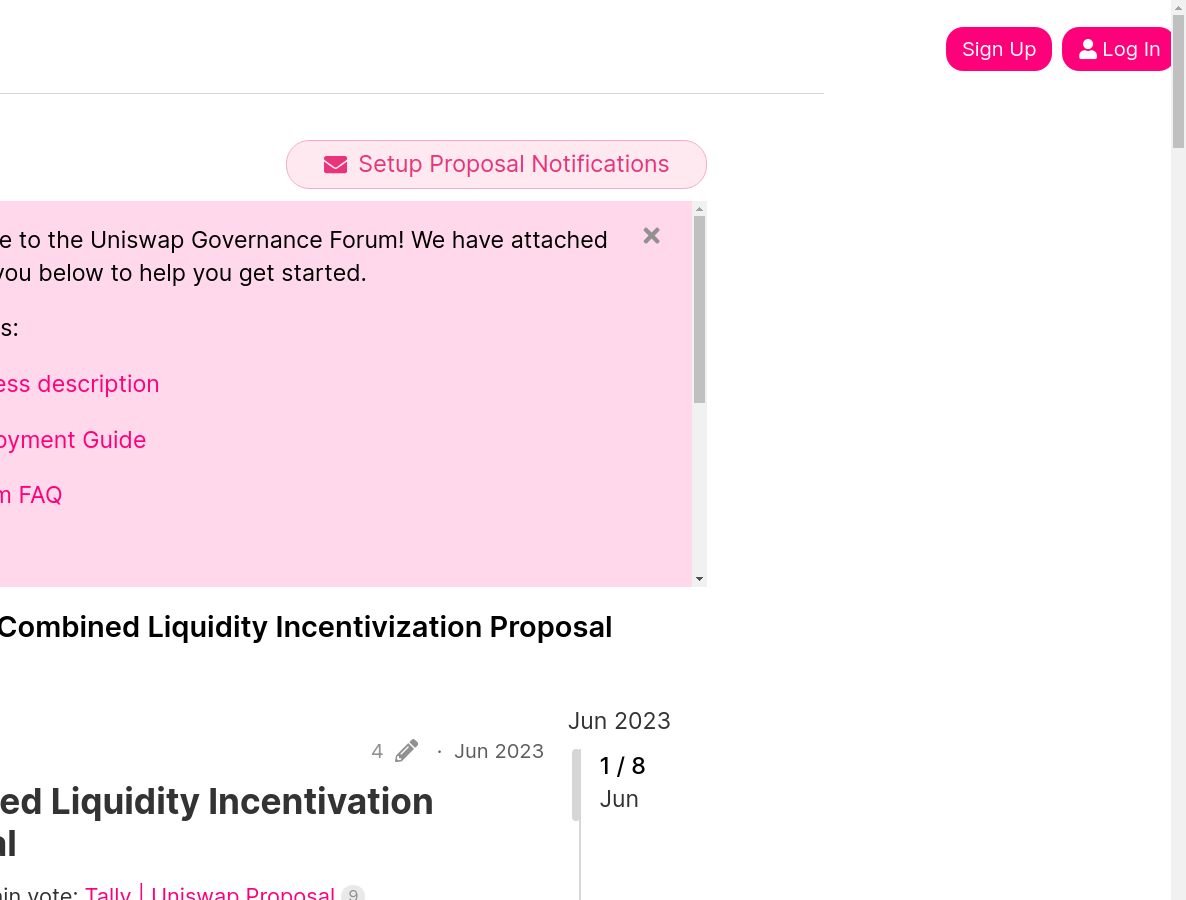 Sign Up
Log In
Setup Proposal Notifications
e to the Uniswap Governance Forum! We have attached
you below to help you get started.
s:
ess description
oyment Guide
m FAQ
Combined Liquidity Incentivization Proposal
Jun 2023
4 · Jun 2023
1 / 8
Jun
ed Liquidity Incentivation
al
in vote: Tally | Uniswap Proposal 9